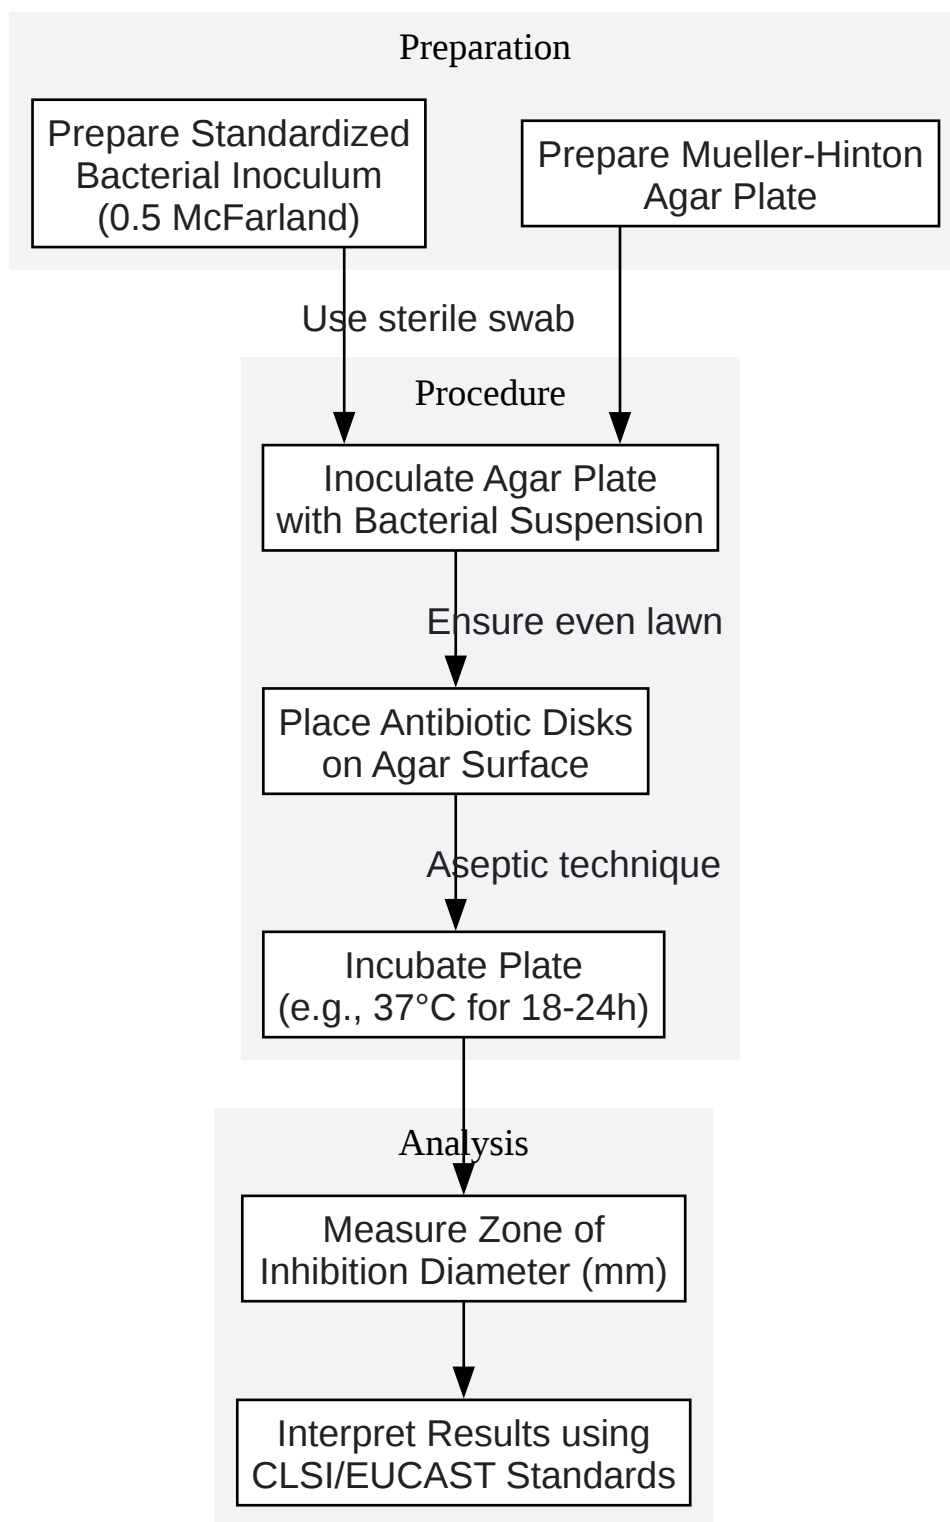 Preparation
Prepare Standardized
Bacterial Inoculum
(0.5 McFarland)
Prepare Mueller-Hinton
Agar Plate
Use sterile swab
Procedure
Inoculate Agar Plate
with Bacterial Suspension
Ensure even lawn
Place Antibiotic Disks
on Agar Surface
Aseptic technique
Incubate Plate
(e.g., 37°C for 18-24h)
Analysis
Measure Zone of
Inhibition Diameter (mm)
Interpret Results using
CLSI/EUCAST Standards